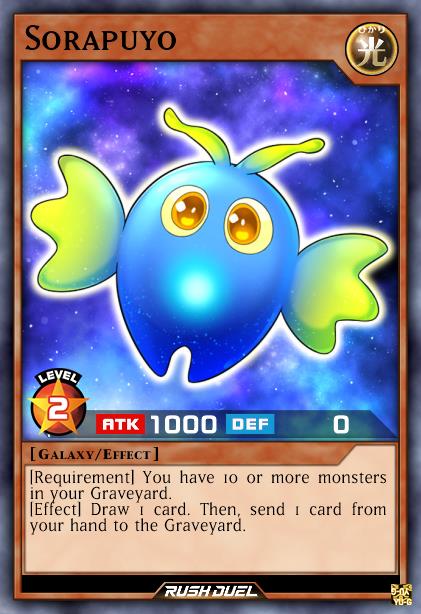 SORAPUYO
ひかり
光
LEVEL
2
ATK 1000 DEF 0
[GALAXY/EFFECT]
[Requirement] You have 10 or more monsters
in your Graveyard.
[Effect] Draw 1 card. Then, send 1 card from
your hand to the Graveyard.
RUSH DUEL